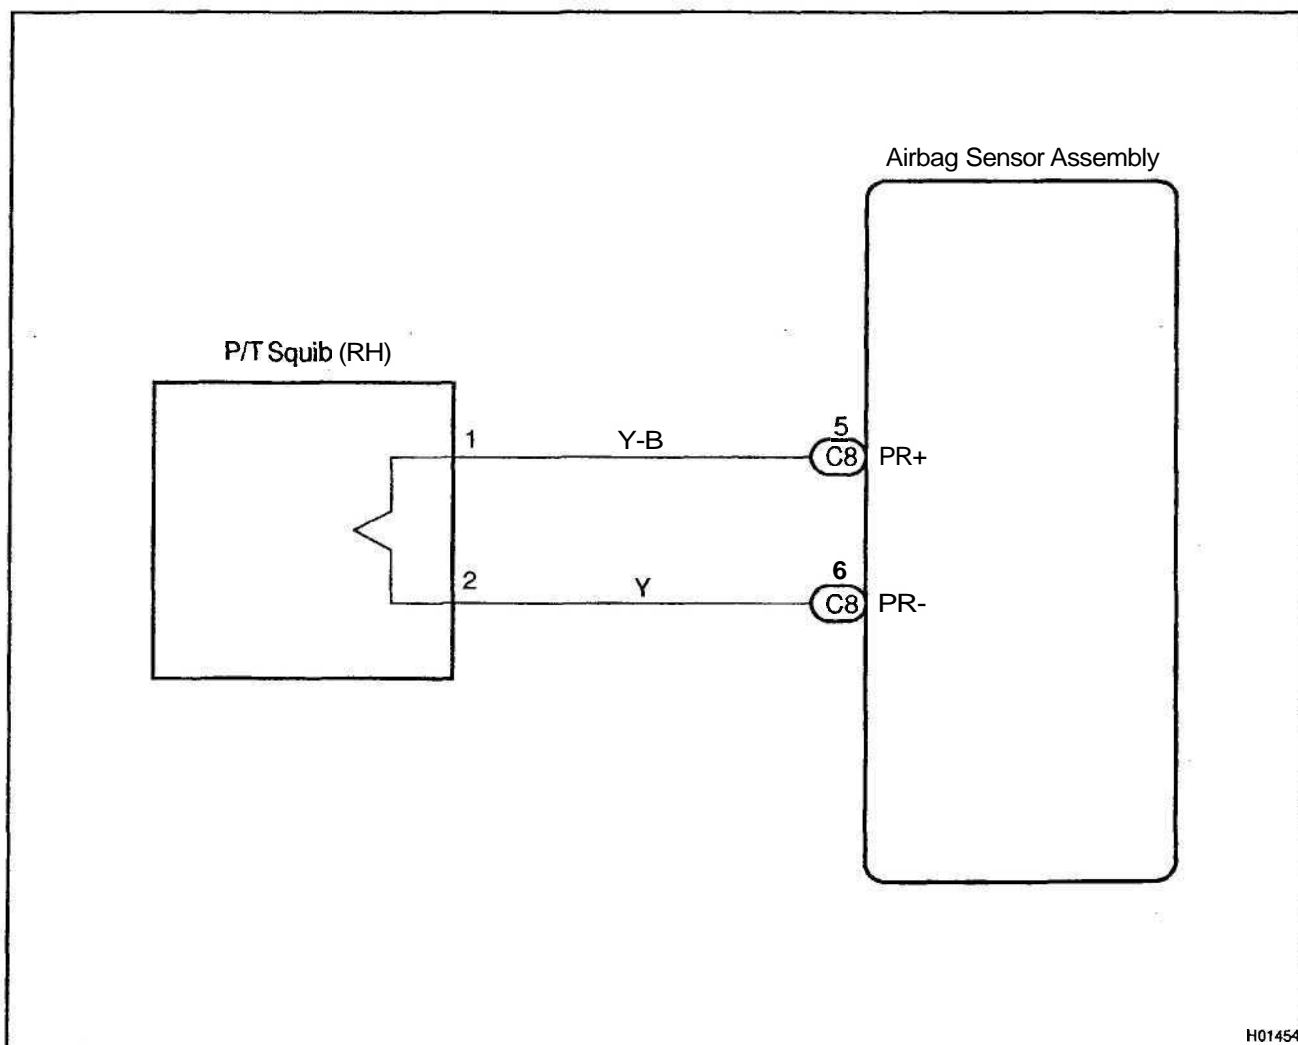 Airbag Sensor Assembly
P/T Squib (RH)
1
Y-B
5
C8
PR+
2
Y
6
C8
PR-
H01454